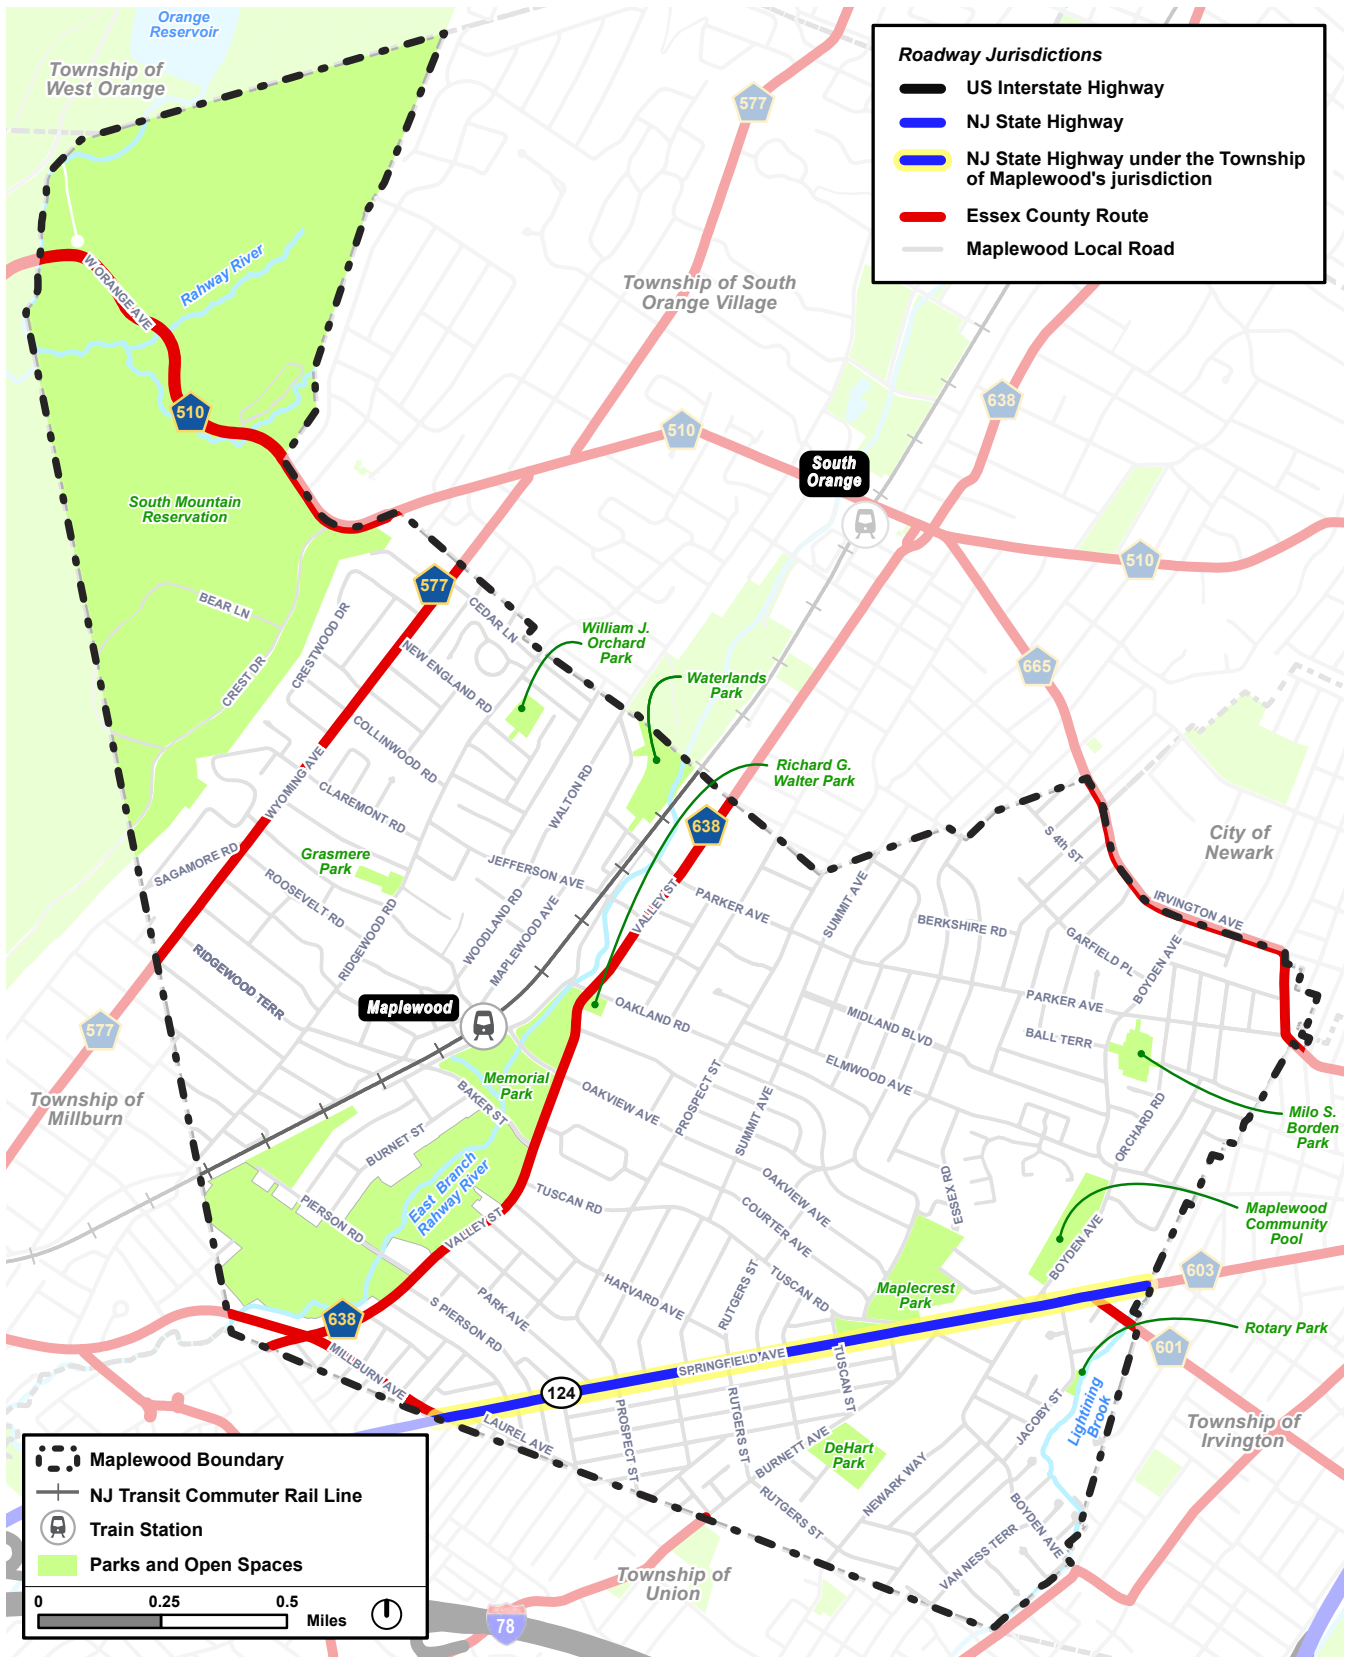 Orange
Reservoir
Township of
West Orange
577
Roadway Jurisdictions
US Interstate Highway
NJ State Highway
NJ State Highway under the Township
of Maplewood's jurisdiction
Essex County Route
Maplewood Local Road
W.ORANGE AVE
Rahway River
Township of South
Orange Village
510
510
638
South
Orange
South Mountain
Reservation
510
577
BEAR LN
CREST DR
CRESTWOOD DR
CEDAR LN
NEW ENGLAND RD
William J.
Orchard
Park
Waterlands
Park
665
COLLINWOOD RD
WYOMING AVE
CLAREMONT RD
WALTON RD
Richard G.
Walter Park
638
City of
Newark
S 4th ST
SAGAMORE RD
Grasmere
Park
ROOSEVELT RD
RIDGEWOOD RD
JEFFERSON AVE
WOODLAND RD
MAPLEWOOD AVE
VALLEY ST
PARKER AVE
SUMMIT AVE
BERKSHIRE RD
GARFIELD PL
IRVINGTON AVE
BOYDEN AVE
RIDGEWOOD TERR
Maplewood
OAKLAND RD
MIDLAND BLVD
PARKER AVE
BALL TERR
577
Township of
Millburn
Memorial
Park
BAKER ST
OAKVIEW AVE
PROSPECT ST
SUMMIT AVE
ELMWOOD AVE
ORCHARD RD
Milo S.
Borden
Park
BURNET ST
PIERSON RD
East Branch
Rahway River
VALLEY ST
TUSCAN RD
OAKVIEW AVE
COURTER AVE
ESSEX RD
BOYDEN AVE
Maplewood
Community
Pool
603
638
S PIERSON RD
PARK AVE
HARVARD AVE
RUTGERS ST
TUSCAN RD
Maplecrest
Park
Rotary Park
601
MILLBURN AVE
SPRINGFIELD AVE
124
LAUREL AVE
PROSPECT ST
RUTGERS ST
TUSCAN ST
BURNETT AVE
DeHart
Park
JACOBY ST
Lightining
Brook
Township of
Irvington
RUTGERS ST
NEWARK WAY
BOYDEN AVE
VAN NESS TERR
Township of
Union
78
Maplewood Boundary
NJ Transit Commuter Rail Line
Train Station
Parks and Open Spaces
0 0.25 0.5
Miles